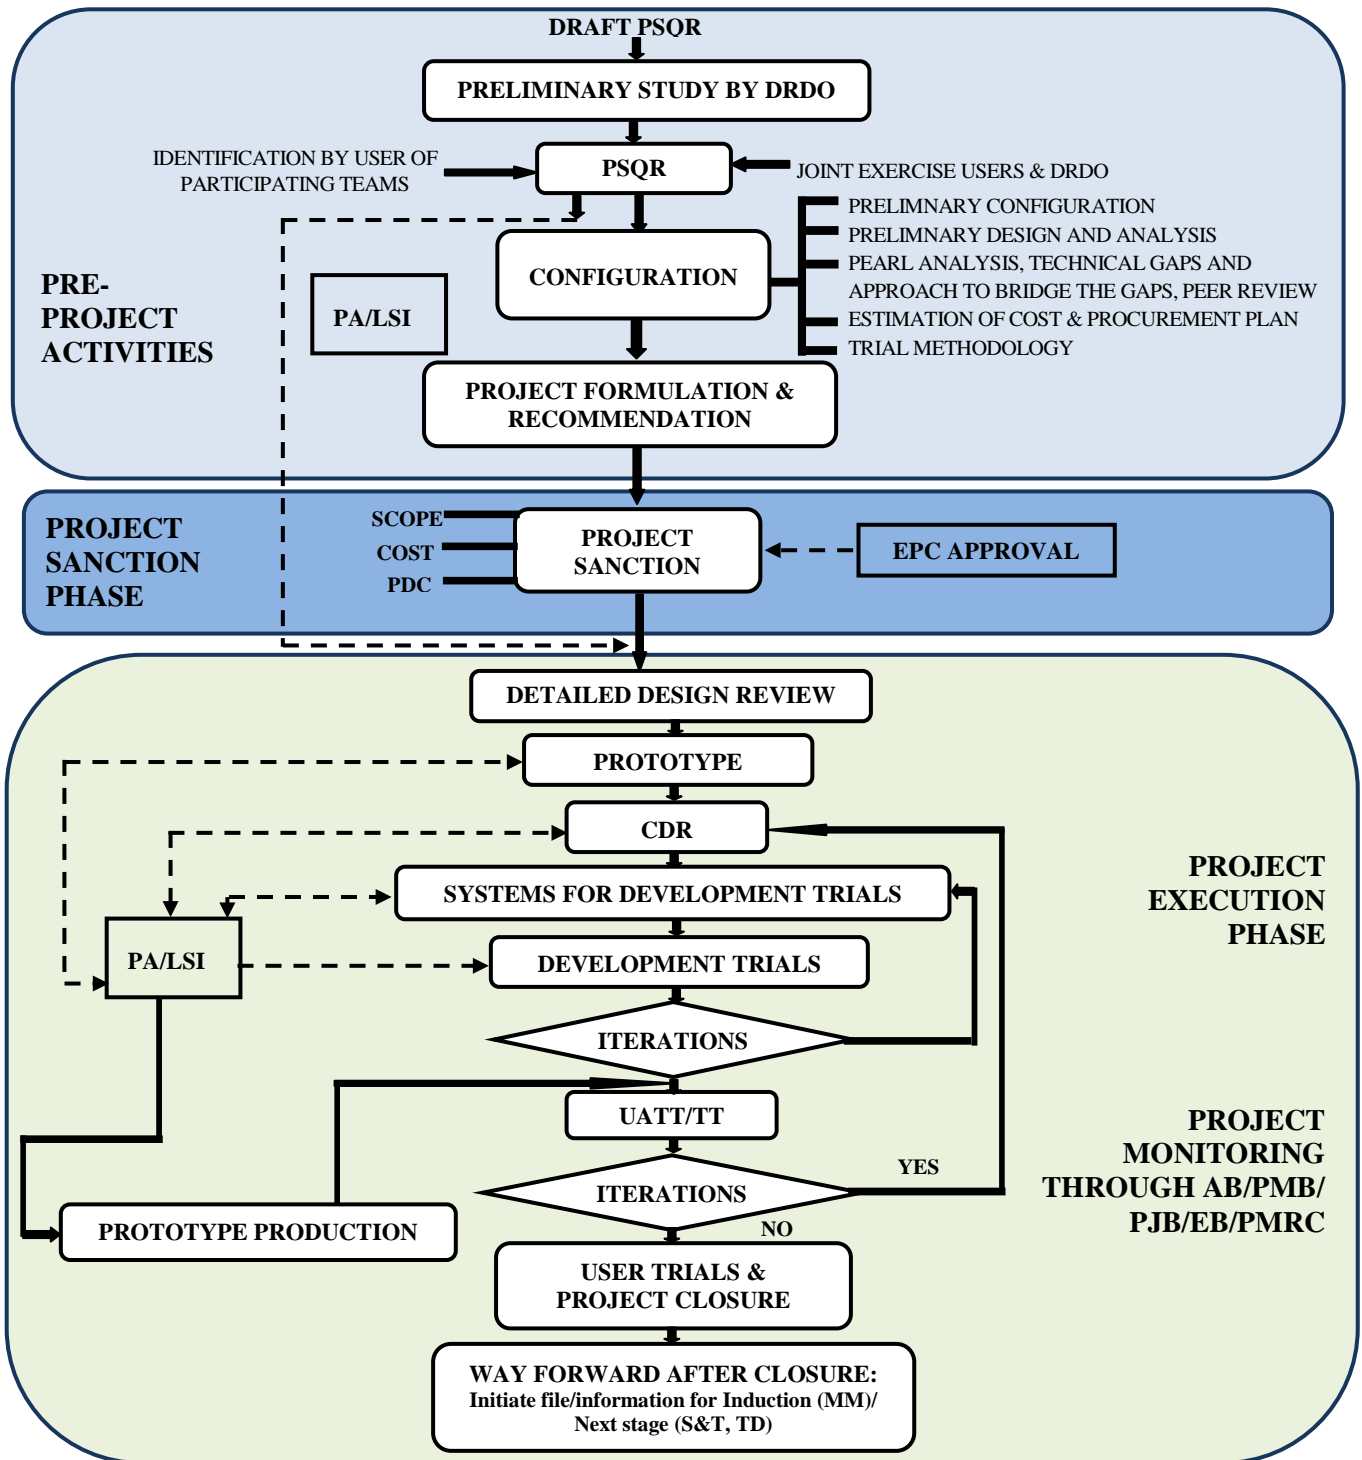 DRAFT PSQR
PRELIMINARY STUDY BY DRDO
IDENTIFICATION BY USER OF
PARTICIPATING TEAMS
PSQR
JOINT EXERCISE USERS & DRDO
PRELIMNARY CONFIGURATION
PRELIMNARY DESIGN AND ANALYSIS
PEARL ANALYSIS, TECHNICAL GAPS AND
APPROACH TO BRIDGE THE GAPS, PEER REVIEW
ESTIMATION OF COST & PROCUREMENT PLAN
TRIAL METHODOLOGY
CONFIGURATION
PRE-
PROJECT
ACTIVITIES
PA/LSI
PROJECT FORMULATION &
RECOMMENDATION
PROJECT
SANCTION
PHASE
SCOPE
COST
PDC
PROJECT
SANCTION
EPC APPROVAL
DETAILED DESIGN REVIEW
PROTOTYPE
CDR
SYSTEMS FOR DEVELOPMENT TRIALS
PROJECT
EXECUTION
PHASE
PA/LSI
DEVELOPMENT TRIALS
ITERATIONS
UATT/TT
YES
ITERATIONS
NO
PROJECT
MONITORING
THROUGH AB/PMB/
PJB/EB/PMRC
PROTOTYPE PRODUCTION
USER TRIALS &
PROJECT CLOSURE
WAY FORWARD AFTER CLOSURE:
Initiate file/information for Induction (MM)/
Next stage (S&T, TD)